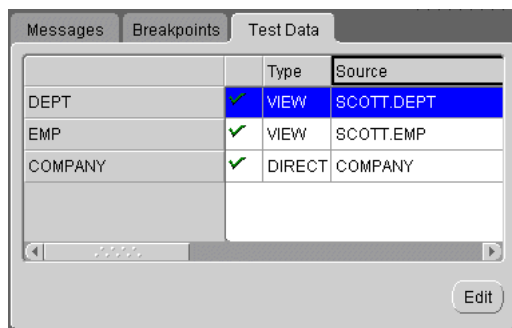 Messages Breakpoints Test Data
Type Source
DEPT VIEW SCOTT.DEPT
EMP VIEW SCOTT.EMP
COMPANY DIRECT COMPANY
Edit